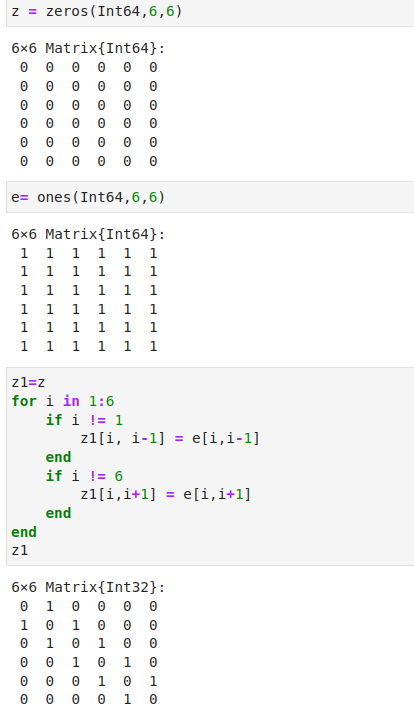 z = zeros(Int64,6,6)
6×6 Matrix{Int64}:
 0  0  0  0  0  0
 0  0  0  0  0  0
 0  0  0  0  0  0
 0  0  0  0  0  0
 0  0  0  0  0  0
 0  0  0  0  0  0
e= ones(Int64,6,6)
6×6 Matrix{Int64}:
 1  1  1  1  1  1
 1  1  1  1  1  1
 1  1  1  1  1  1
 1  1  1  1  1  1
 1  1  1  1  1  1
 1  1  1  1  1  1
z1=z
for i in 1:6
    if i != 1
        z1[i, i-1] = e[i,i-1]
    end
    if i != 6
        z1[i,i+1] = e[i,i+1]
    end
end
z1
6×6 Matrix{Int32}:
 0  1  0  0  0  0
 1  0  1  0  0  0
 0  1  0  1  0  0
 0  0  1  0  1  0
 0  0  0  1  0  1
 0  0  0  0  1  0